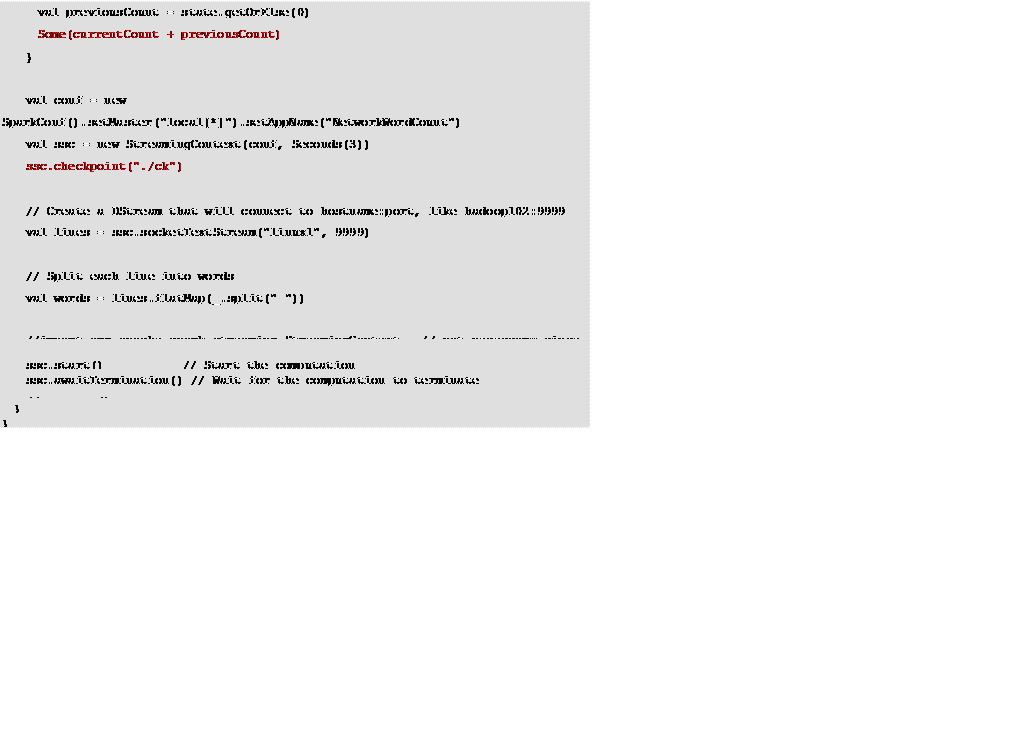 val previousCount = state.getOrElse(0)
Some(currentCount + previousCount)
}
val conf = new
SparkConf().setMaster("local[*]").setAppName("NetworkWordCount")
val ssc = new StreamingContext(conf, Seconds(3))
ssc.checkpoint("./ck")
// Create a DStream that will connect to hostname:port, like hadoop102:9999
val lines = ssc.socketTextStream("linux1", 9999)
// Split each line into words
val words = lines.flatMap(_.split(" "))
ssc.start() // Start the computation
ssc.awaitTermination() // Wait for the computation to terminate
}
}